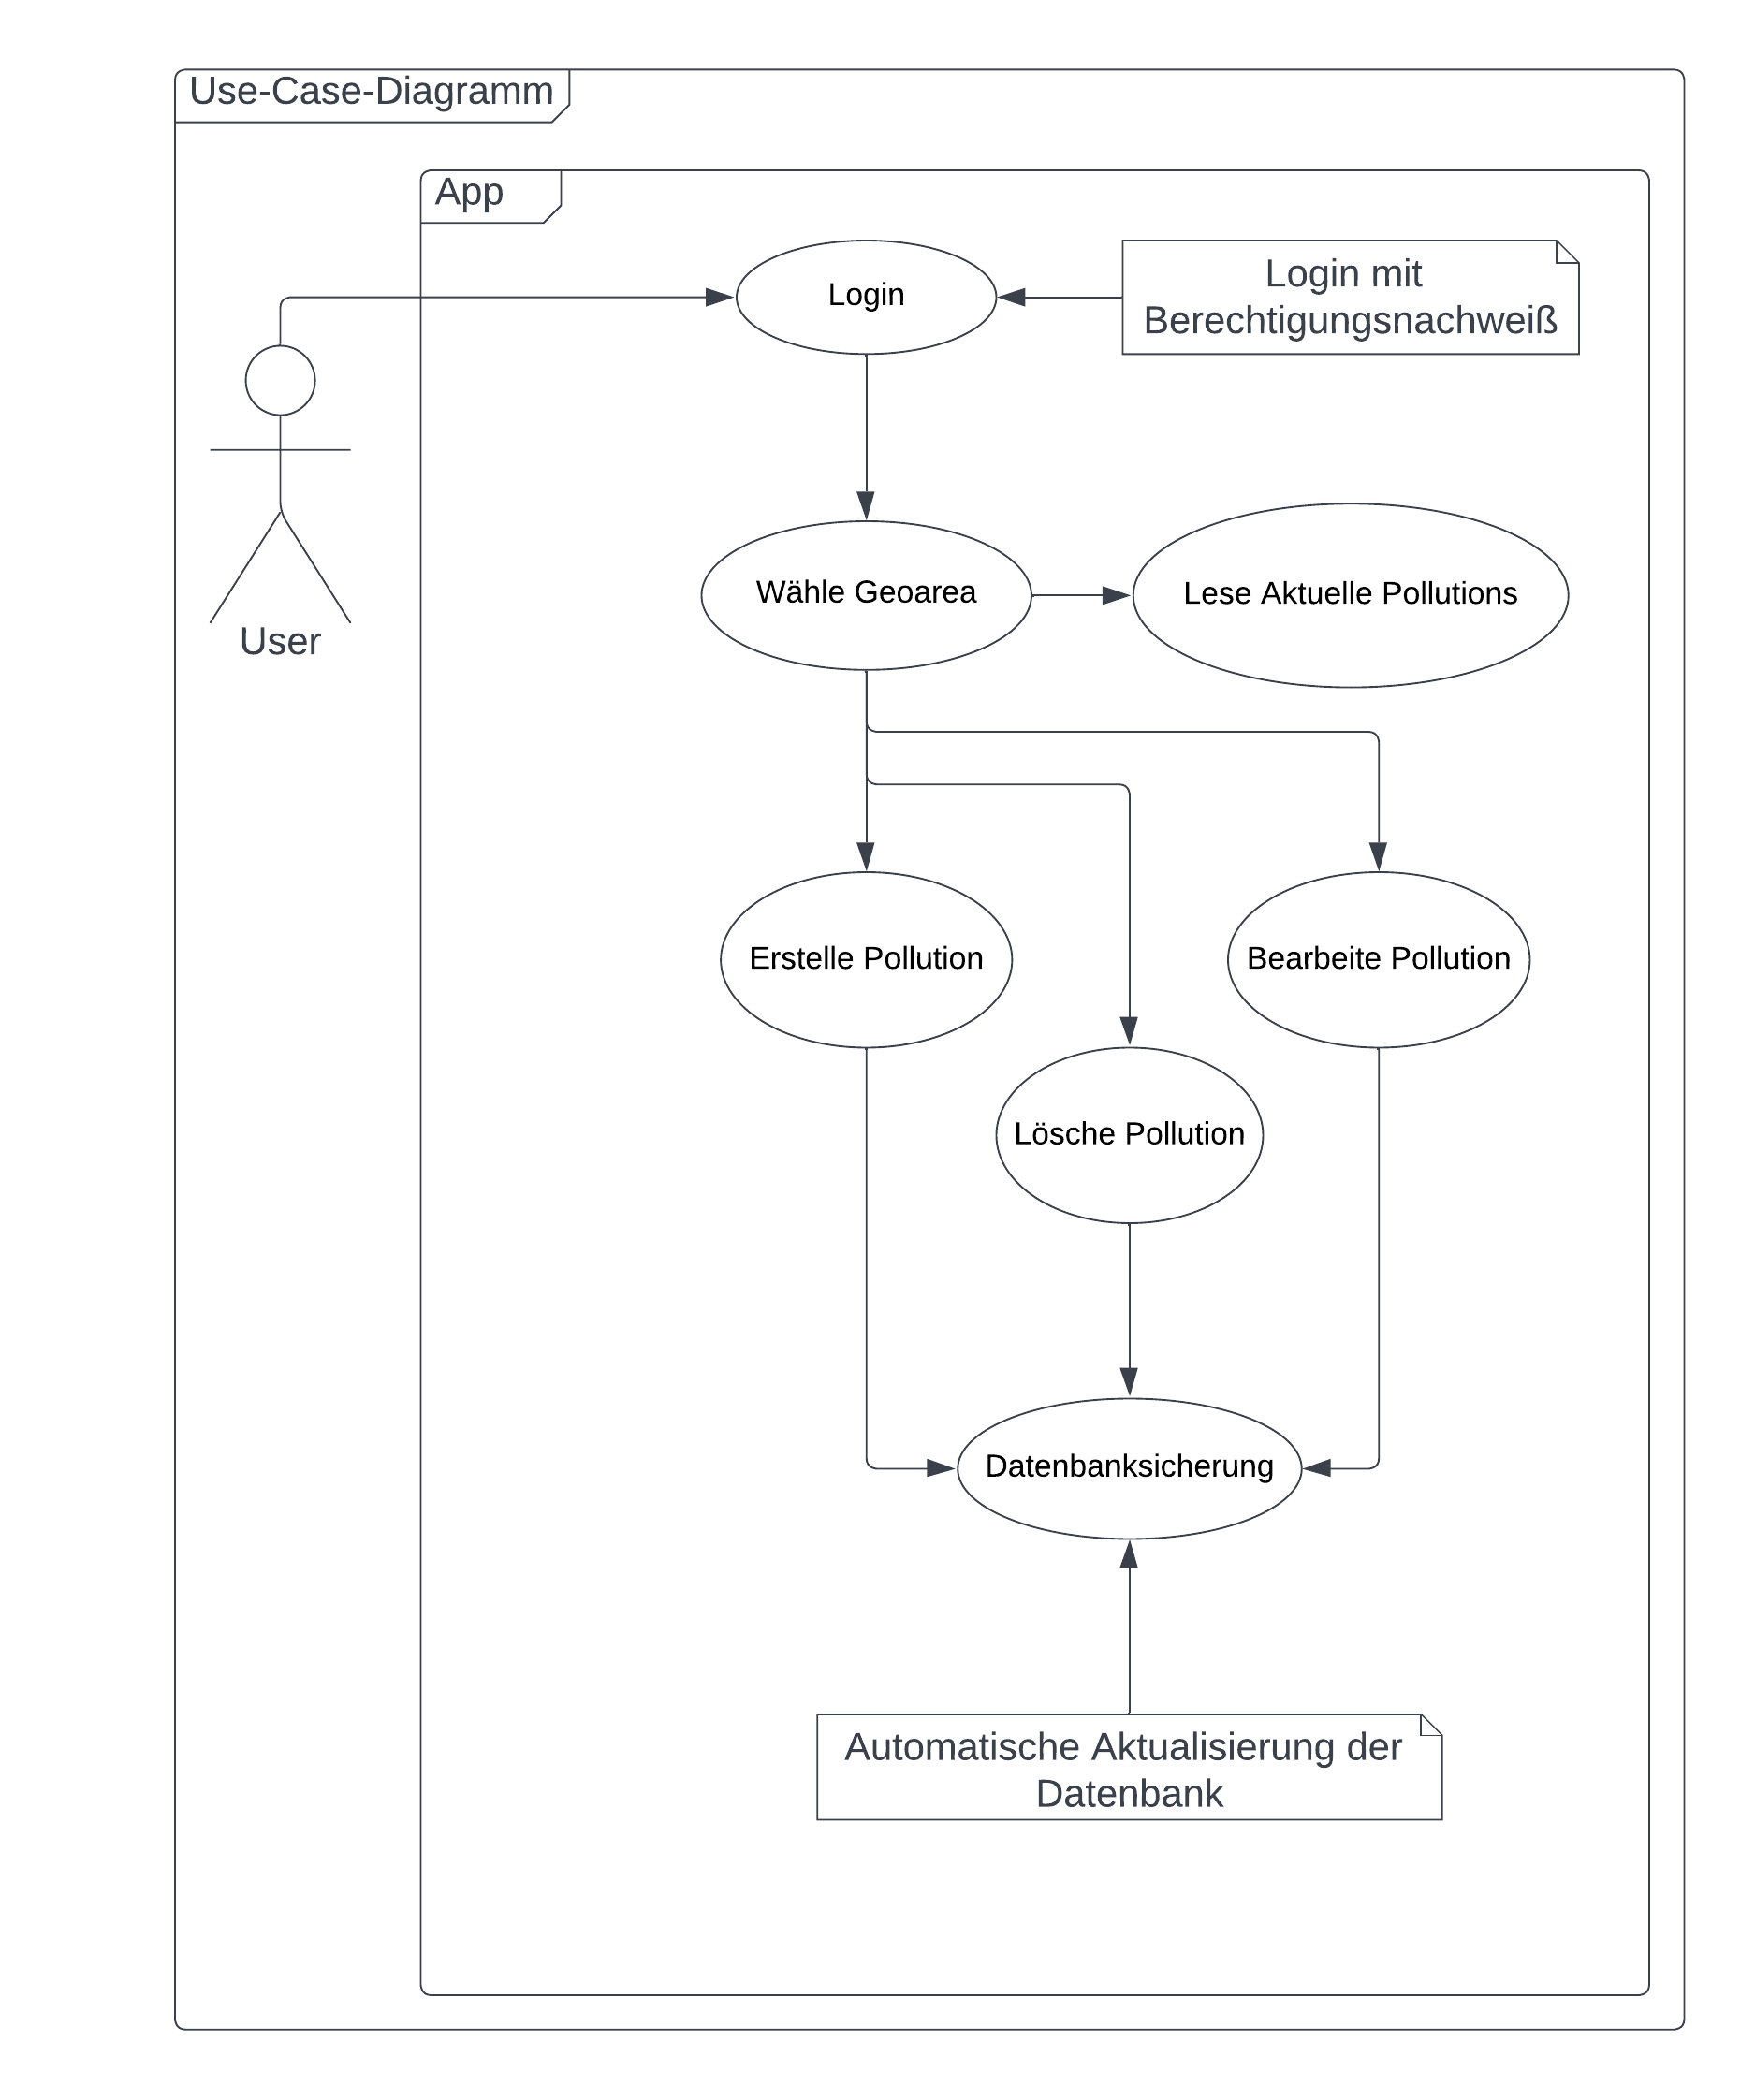 Use-Case-Diagramm
App
Login
Login mit
Berechtigungsnachweiß
User
Wähle Geoarea
Lese Aktuelle Pollutions
Erstelle Pollution
Bearbeite Pollution
Lösche Pollution
Datenbanksicherung
Automatische Aktualisierung der
Datenbank